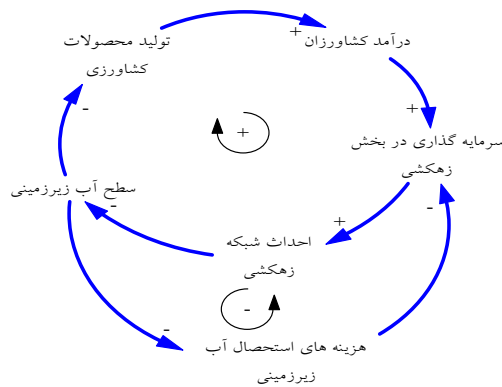 تولید محصولات
کشاورزی
+
درآمد کشاورزان
-
+
+
سرمایه گذاری در بخش
زهکشی
سطح آب زیرزمینی
-
-
+
احداث شبکه
زهکشی
-
-
هزینه های استحصال آب
زیرزمینی